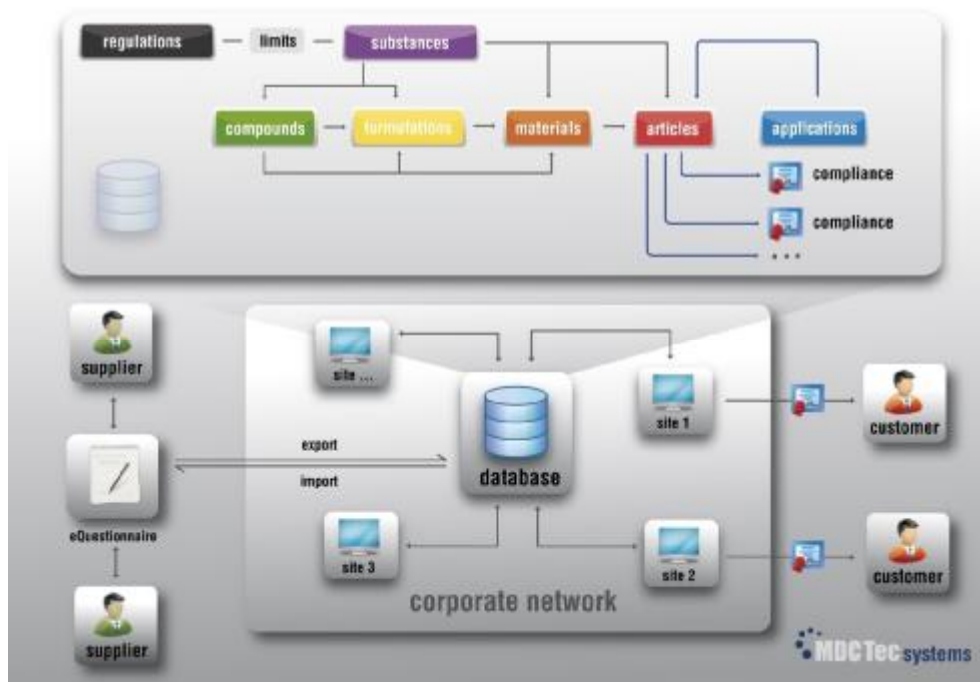 regulations
limits
substances
compounds
formulations
materials
articles
applications
compliance
compliance
...
supplier
site ...
site 1
customer
export
database
import
eQuestionnaire
site 3
site 2
customer
corporate network
supplier
MDCTec systems